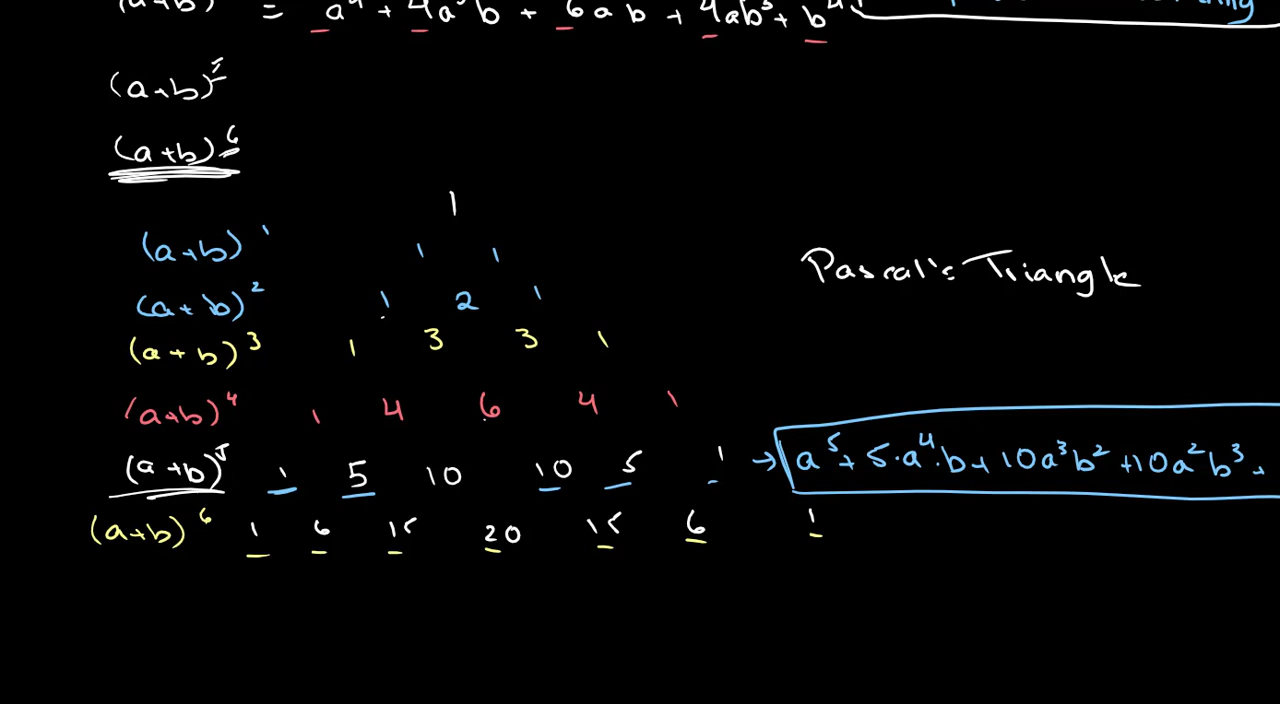 (a+b) = a⁴ + 4a³b + 6ab + 4ab³ + b⁴
(a+b)⁵
(a+b)⁶
1
(a+b)¹ 1 1
Pascal's Triangle
(a+b)² 1 2 1
(a+b)³ 1 3 3 1
(a+b)⁴ 1 4 6 4 1
(a+b)⁵ 1 5 10 10 5 1 → a⁵ + 5·a⁴·b + 10a³b² + 10a²b³ +
(a+b)⁶ 1 6 15 20 15 6 1